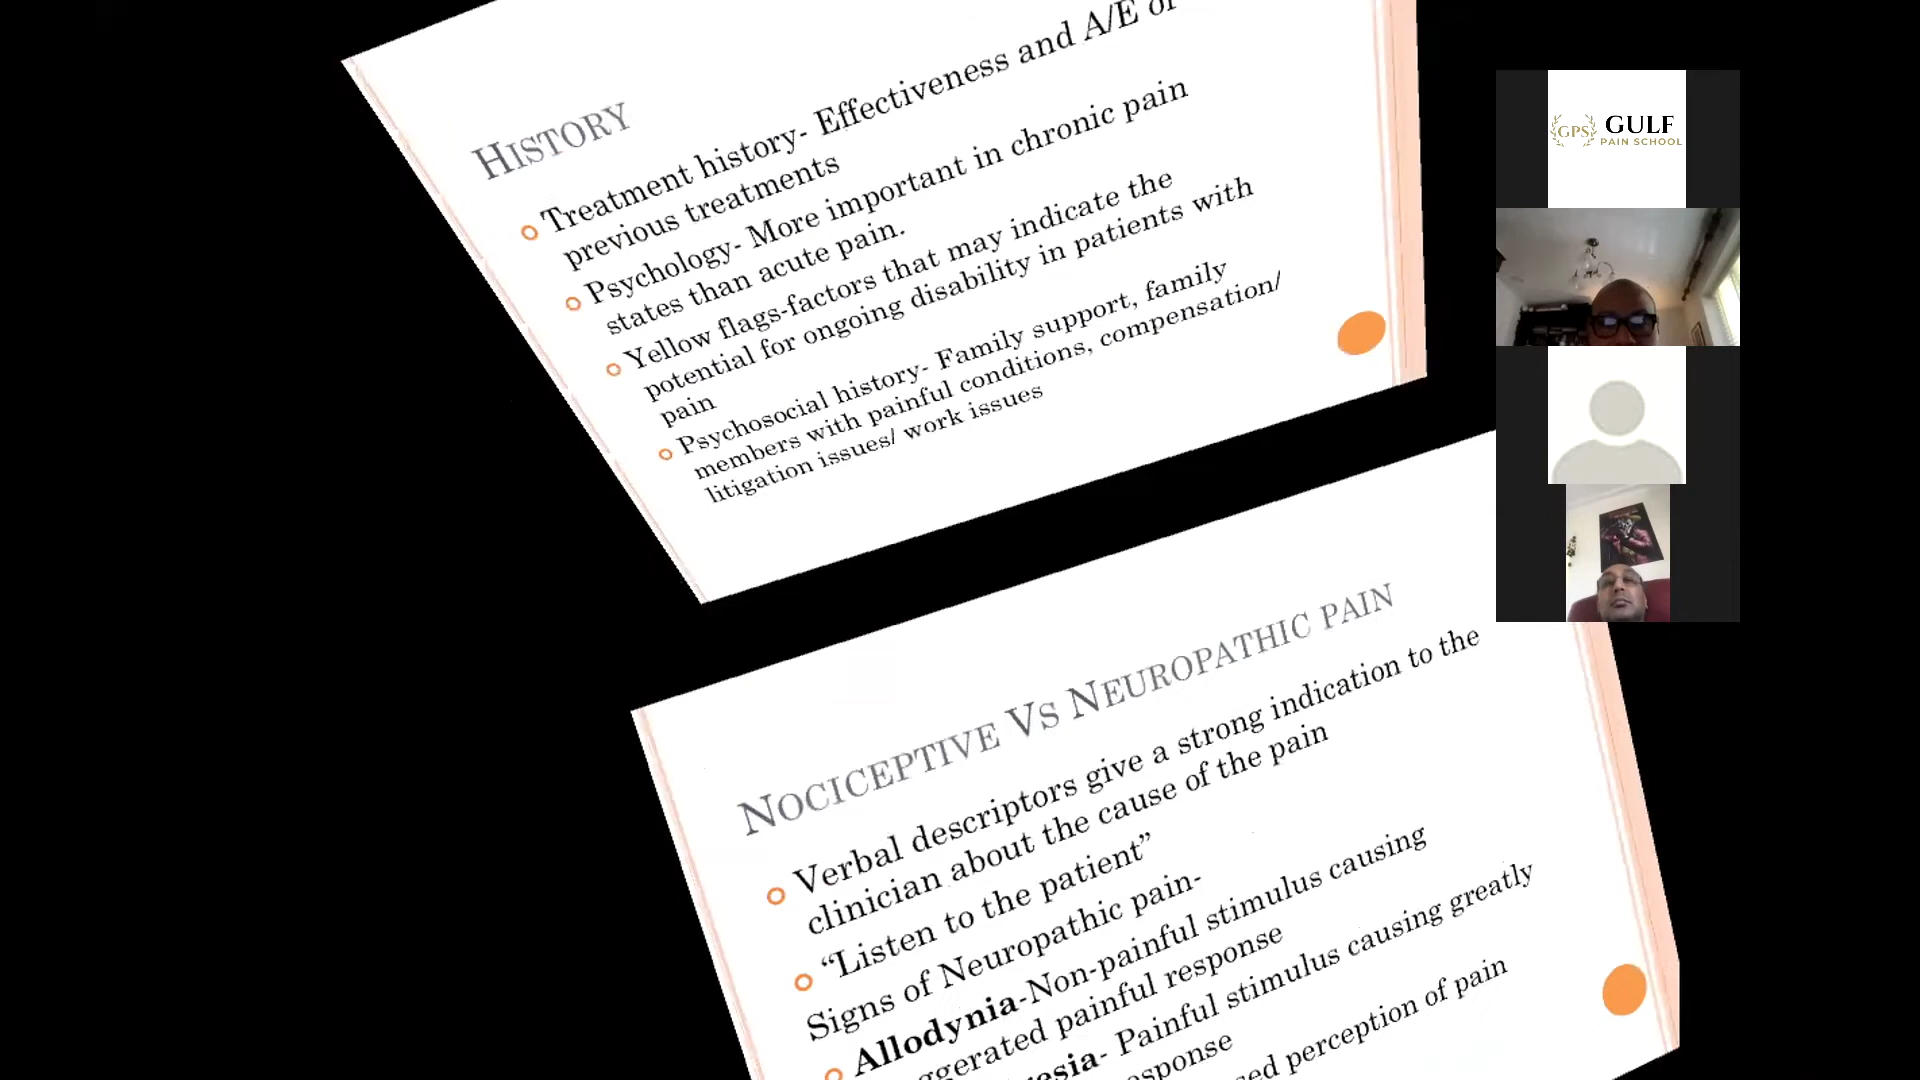 HISTORY
Treatment history- Effectiveness and A/E of
previous treatments
Psychology- More important in chronic pain
states than acute pain.
Yellow flags-factors that may indicate the
potential for ongoing disability in patients with
pain
Psychosocial history- Family support, family
members with painful conditions, compensation/
litigation issues/ work issues
NOCICEPTIVE VS NEUROPATHIC PAIN
Verbal descriptors give a strong indication to the
clinician about the cause of the pain
“Listen to the patient”
Signs of Neuropathic pain-
Allodynia-Non-painful stimulus causing
ggerated painful response
esia- Painful stimulus causing greatly
esponse
sed perception of pain
GPS GULF
PAIN SCHOOL